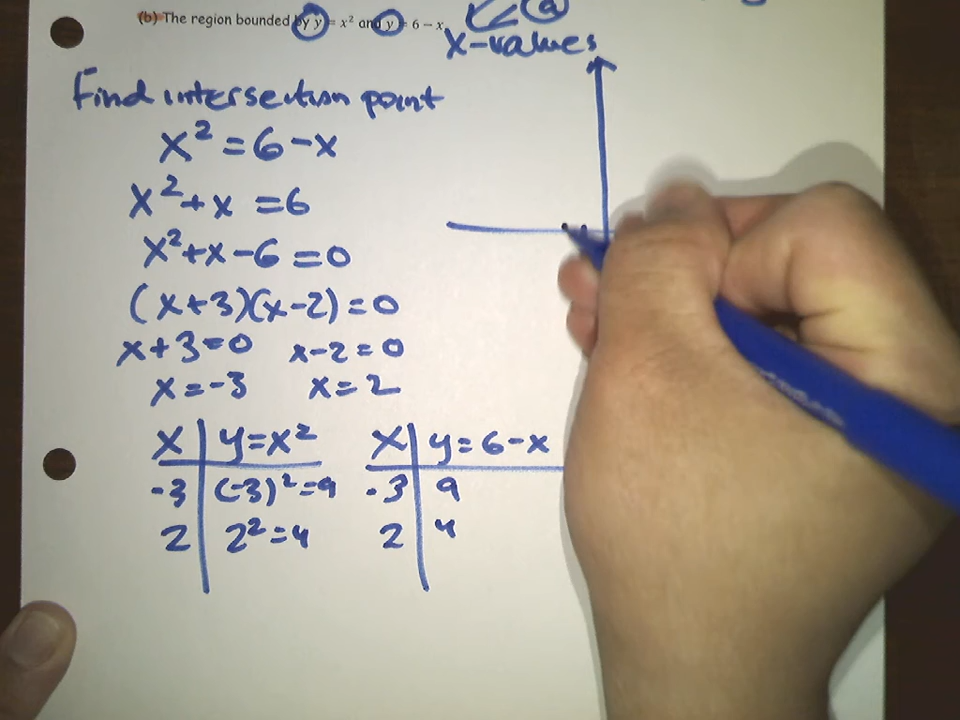 (b) The region bounded by y = x² and y = 6 − x
x-values
Find intersection point
x² = 6 - x
x² + x = 6
x² + x - 6 = 0
(x + 3)(x - 2) = 0
x + 3 = 0 x - 2 = 0
x = -3 x = 2
x y = x² x y = 6 - x
-3 (-3)² = 9 -3 9
2 2² = 4 2 4